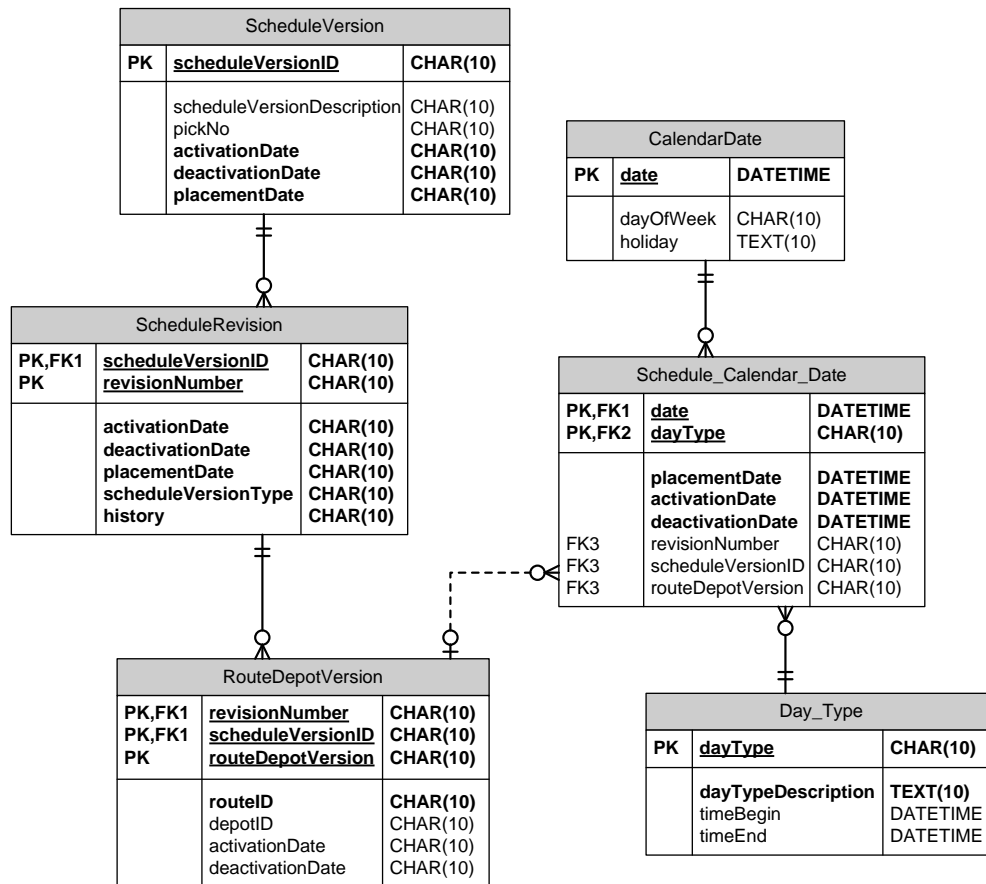 ScheduleVersion
PK scheduleVersionID CHAR(10)
scheduleVersionDescription CHAR(10)
pickNo CHAR(10)
activationDate CHAR(10)
deactivationDate CHAR(10)
placementDate CHAR(10)
CalendarDate
PK date DATETIME
dayOfWeek CHAR(10)
holiday TEXT(10)
ScheduleRevision
PK,FK1 scheduleVersionID CHAR(10)
PK revisionNumber CHAR(10)
activationDate CHAR(10)
deactivationDate CHAR(10)
placementDate CHAR(10)
scheduleVersionType CHAR(10)
history CHAR(10)
Schedule_Calendar_Date
PK,FK1 date DATETIME
PK,FK2 dayType CHAR(10)
placementDate DATETIME
activationDate DATETIME
deactivationDate DATETIME
FK3 revisionNumber CHAR(10)
FK3 scheduleVersionID CHAR(10)
FK3 routeDepotVersion CHAR(10)
RouteDepotVersion
PK,FK1 revisionNumber CHAR(10)
PK,FK1 scheduleVersionID CHAR(10)
PK routeDepotVersion CHAR(10)
routeID CHAR(10)
depotID CHAR(10)
activationDate CHAR(10)
deactivationDate CHAR(10)
Day_Type
PK dayType CHAR(10)
dayTypeDescription TEXT(10)
timeBegin DATETIME
timeEnd DATETIME